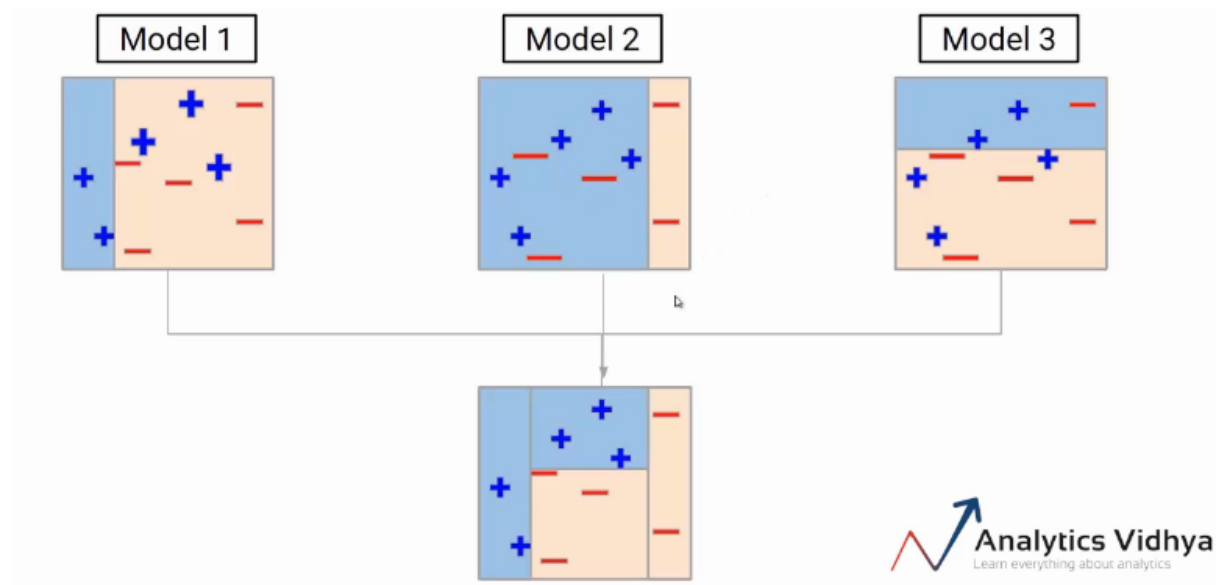 Model 1
Model 2
Model 3
Analytics Vidhya
Learn everything about analytics